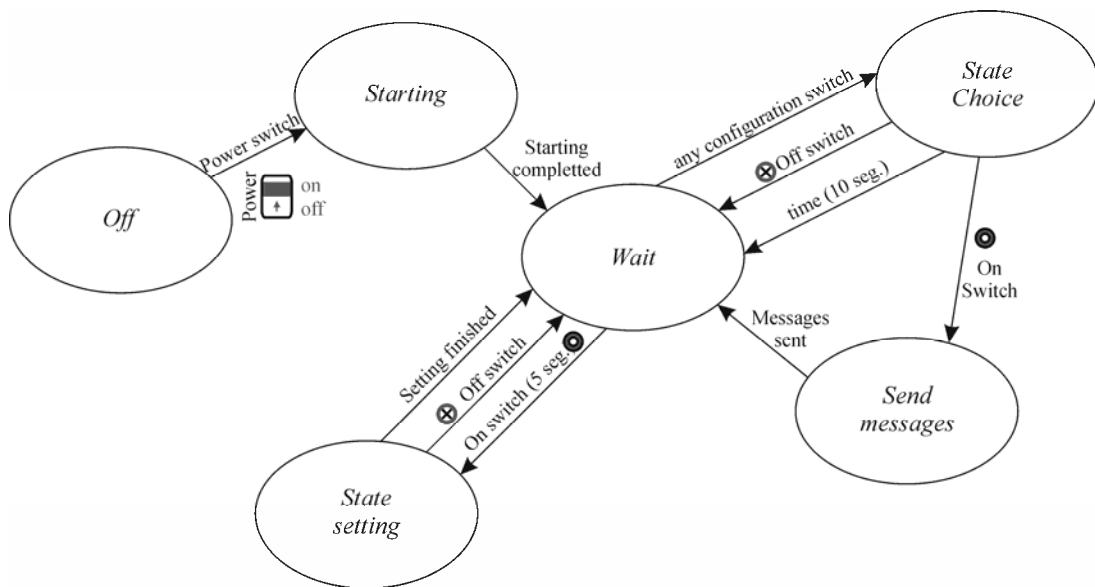 Starting
State
Choice
Power switch
any configuration switch
Off switch
time (10 seg.)
Starting
completted
Power
on
off
Off
Wait
On
Switch
Messages
sent
Setting finished
Off switch
On switch (5 seg.)
Send
messages
State
setting